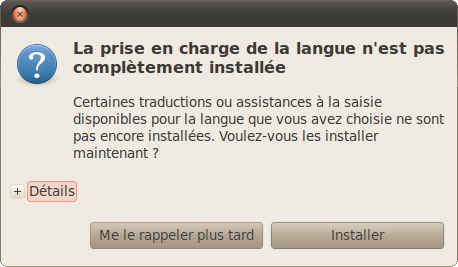 La prise en charge de la langue n'est pas
complètement installée
Certaines traductions ou assistances à la saisie
disponibles pour la langue que vous avez choisie ne sont
pas encore installées. Voulez-vous les installer
maintenant ?
Détails
Me le rappeler plus tard
Installer